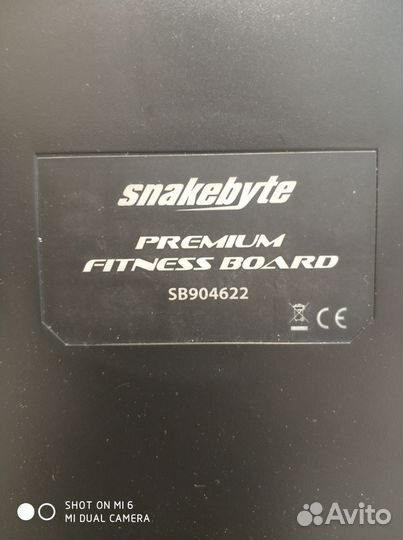 snakebyte
PREMIUM
FITNESS BOARD
SB904622
CE
SHOT ON MI 6
MI DUAL CAMERA
Avito